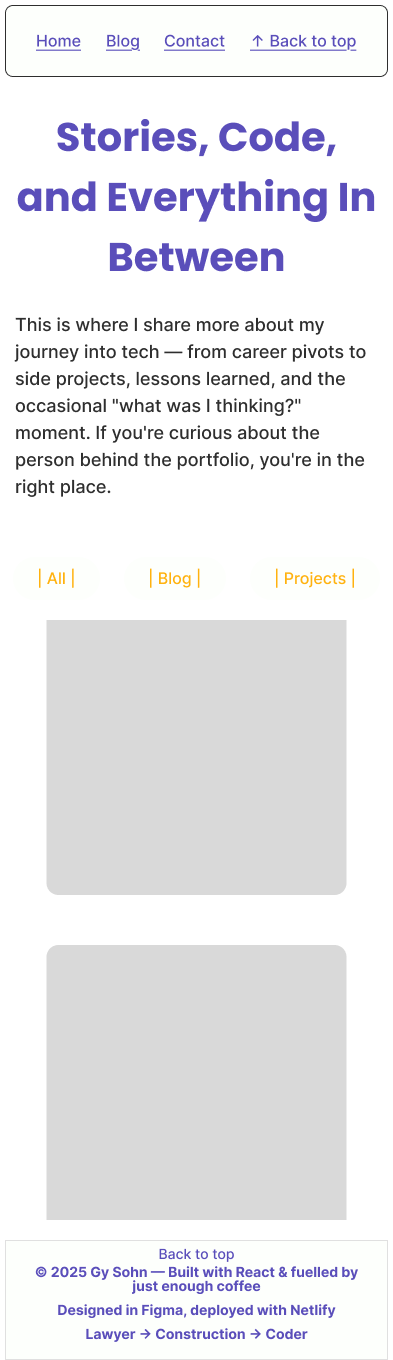 Home Blog Contact ↑ Back to top
Stories, Code,
and Everything In
Between
This is where I share more about my
journey into tech — from career pivots to
side projects, lessons learned, and the
occasional "what was I thinking?"
moment. If you're curious about the
person behind the portfolio, you're in the
right place.
| All | | Blog | | Projects |
Back to top
© 2025 Gy Sohn — Built with React & fuelled by
just enough coffee
Designed in Figma, deployed with Netlify
Lawyer → Construction → Coder